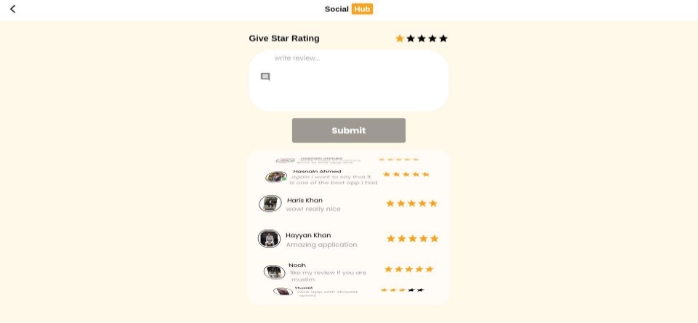 Social Hub
Give Star Rating
write review...
Submit
Hasnain Ahmed
again i want to say that it
is one of the best app i had
Haris Khan
wow! really nice
Hayyan Khan
Amazing application
Noah
Yes my review if you are
muslim